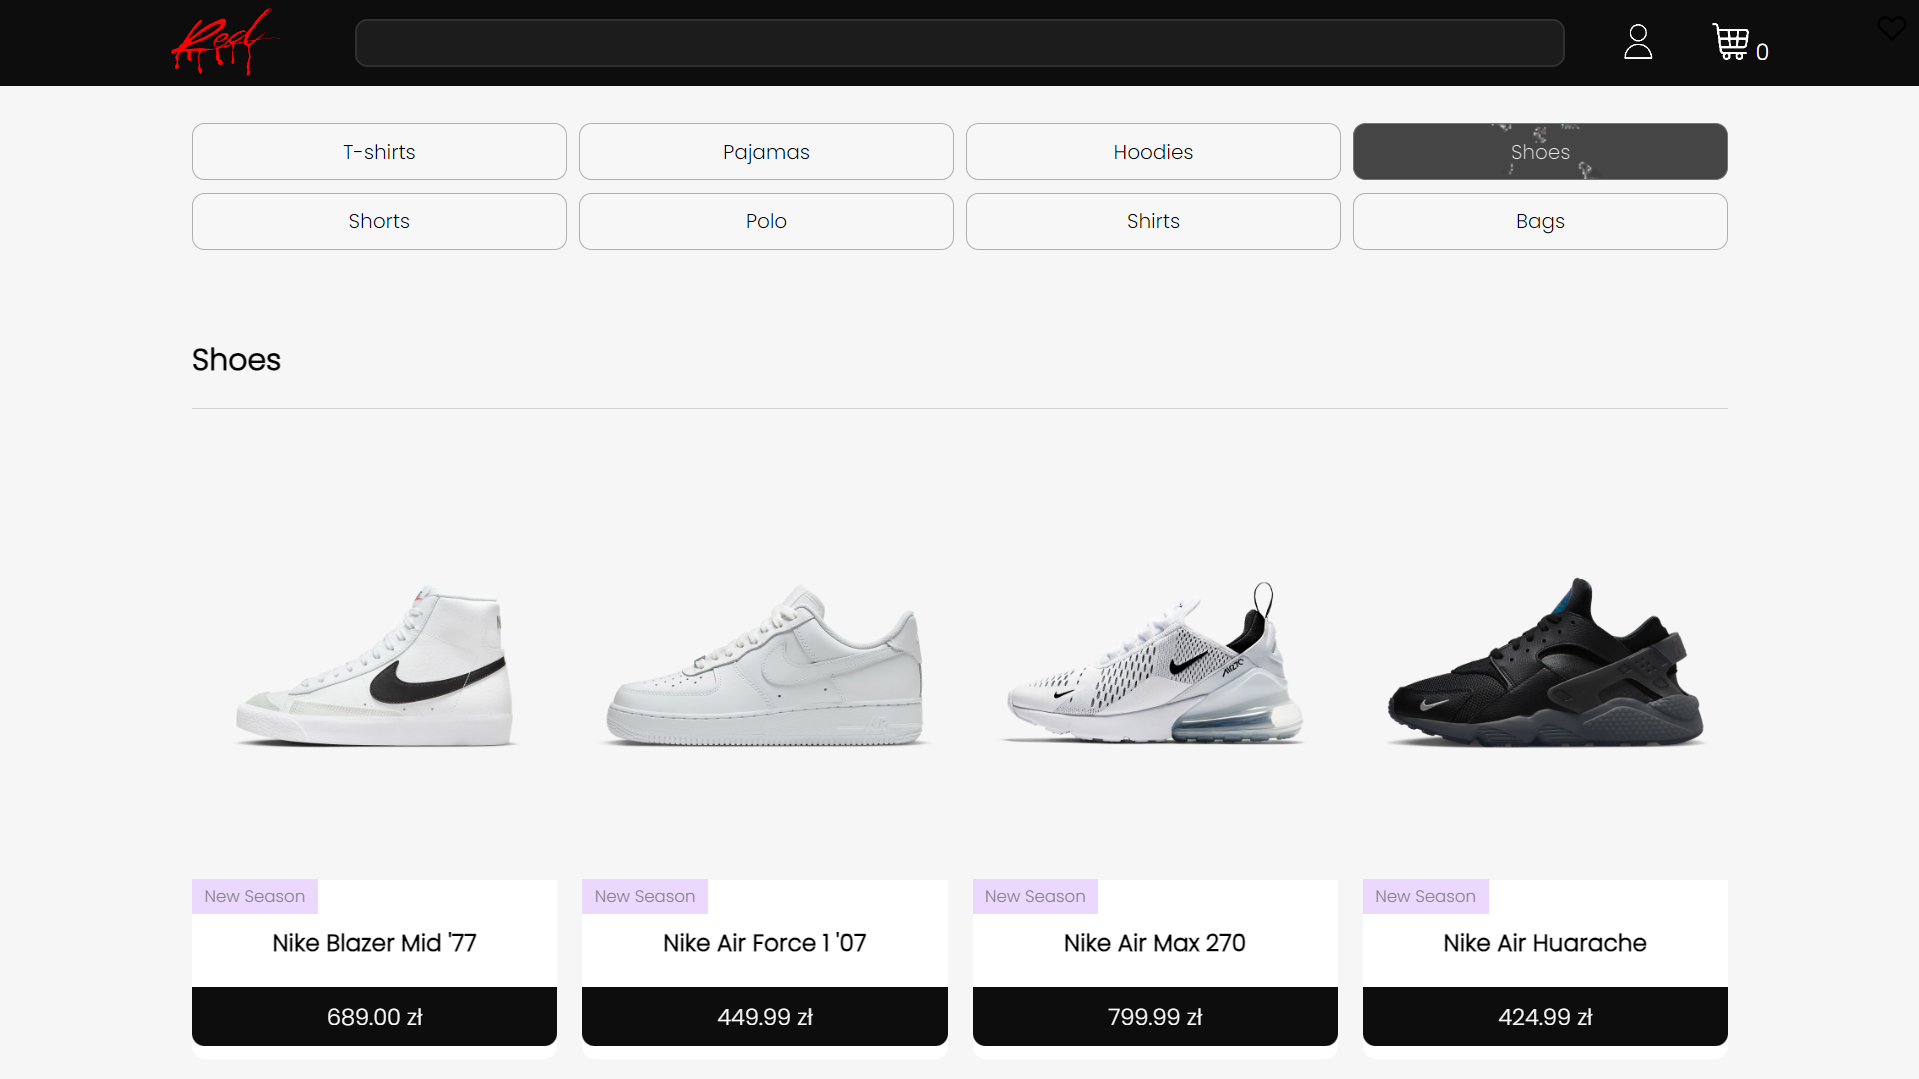 Red
0
T-shirts
Pajamas
Hoodies
Shoes
Shorts
Polo
Shirts
Bags
Shoes
AIR270
New Season
New Season
New Season
New Season
Nike Blazer Mid '77
Nike Air Force 1 '07
Nike Air Max 270
Nike Air Huarache
689.00 zł
449.99 zł
799.99 zł
424.99 zł